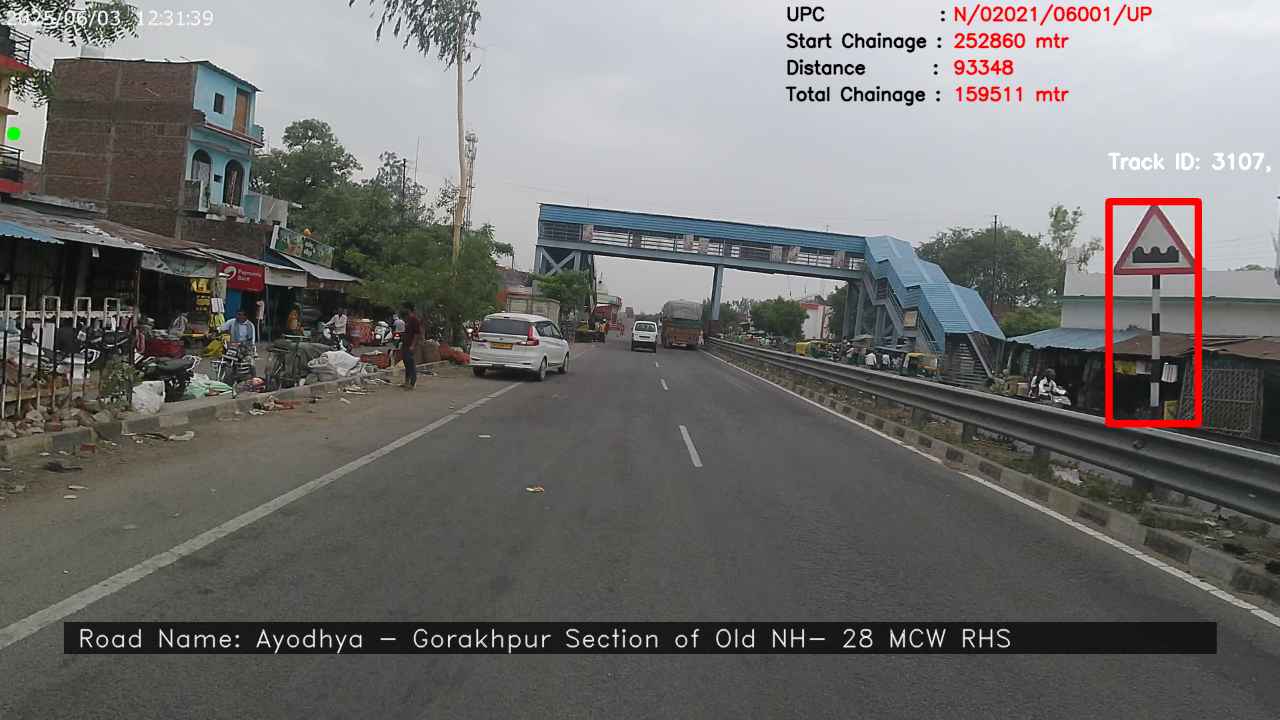 2025/06/03, 12:31:39
UPC : N/02021/06001/UP
Start Chainage : 252860 mtr
Distance : 93348
Total Chainage : 159511 mtr
Track ID: 3107,
Road Name: Ayodhya - Gorakhpur Section of Old NH- 28 MCW RHS